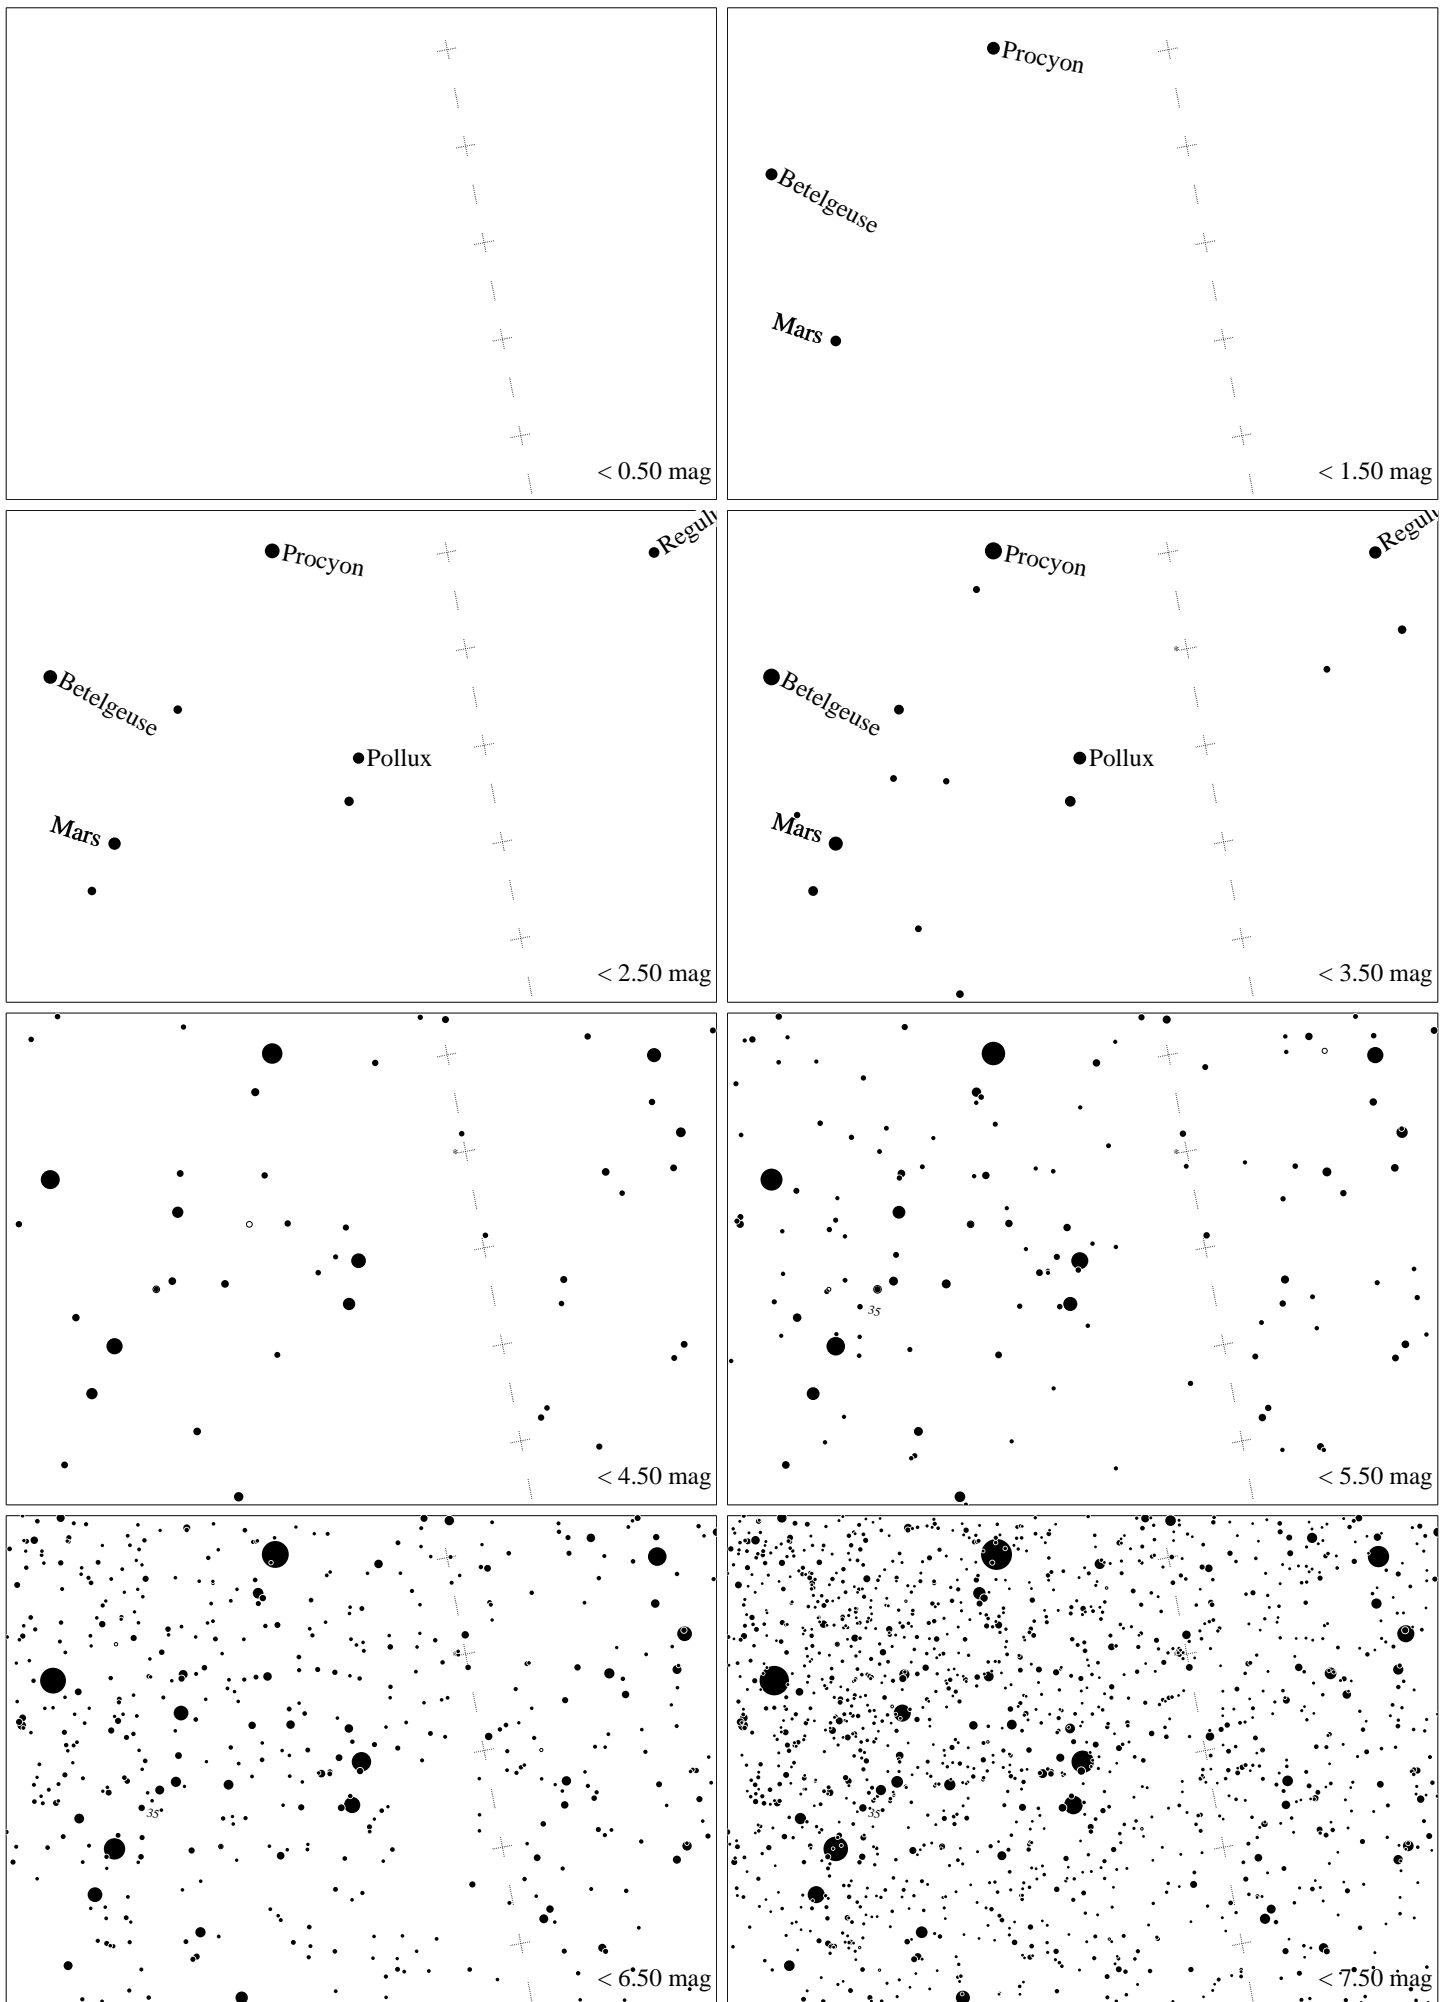 < 0.50 mag
Procyon
Betelgeuse
Mars
< 1.50 mag
Procyon
Betelgeuse
Pollux
Mars
< 2.50 mag
Procyon
Betelgeuse
Pollux
Mars
< 3.50 mag
< 4.50 mag
35
< 5.50 mag
35
< 6.50 mag
35
< 7.50 mag